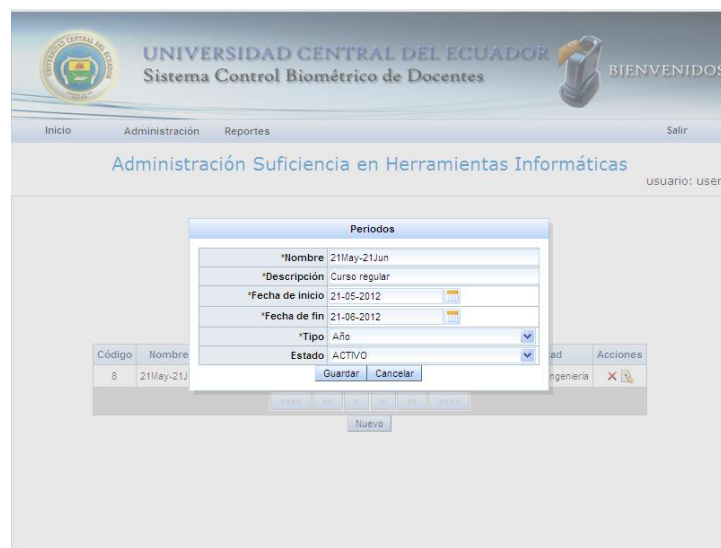 UNIVERSIDAD CENTRAL DEL ECUADOR
Sistema Control Biométrico de Docentes
BIENVENIDOS
Inicio Administración Reportes Salir
Administración Suficiencia en Herramientas Informáticas
usuario: user
Periodos
*Nombre 21May-21Jun
*Descripción Curso regular
*Fecha de inicio 21-05-2012
*Fecha de fin 21-06-2012
*Tipo Año
Estado ACTIVO
Guardar Cancelar
Código Nombre ad Acciones
8 21May-21J ngeniería
«««« «« « » »» »»»»
Nuevo